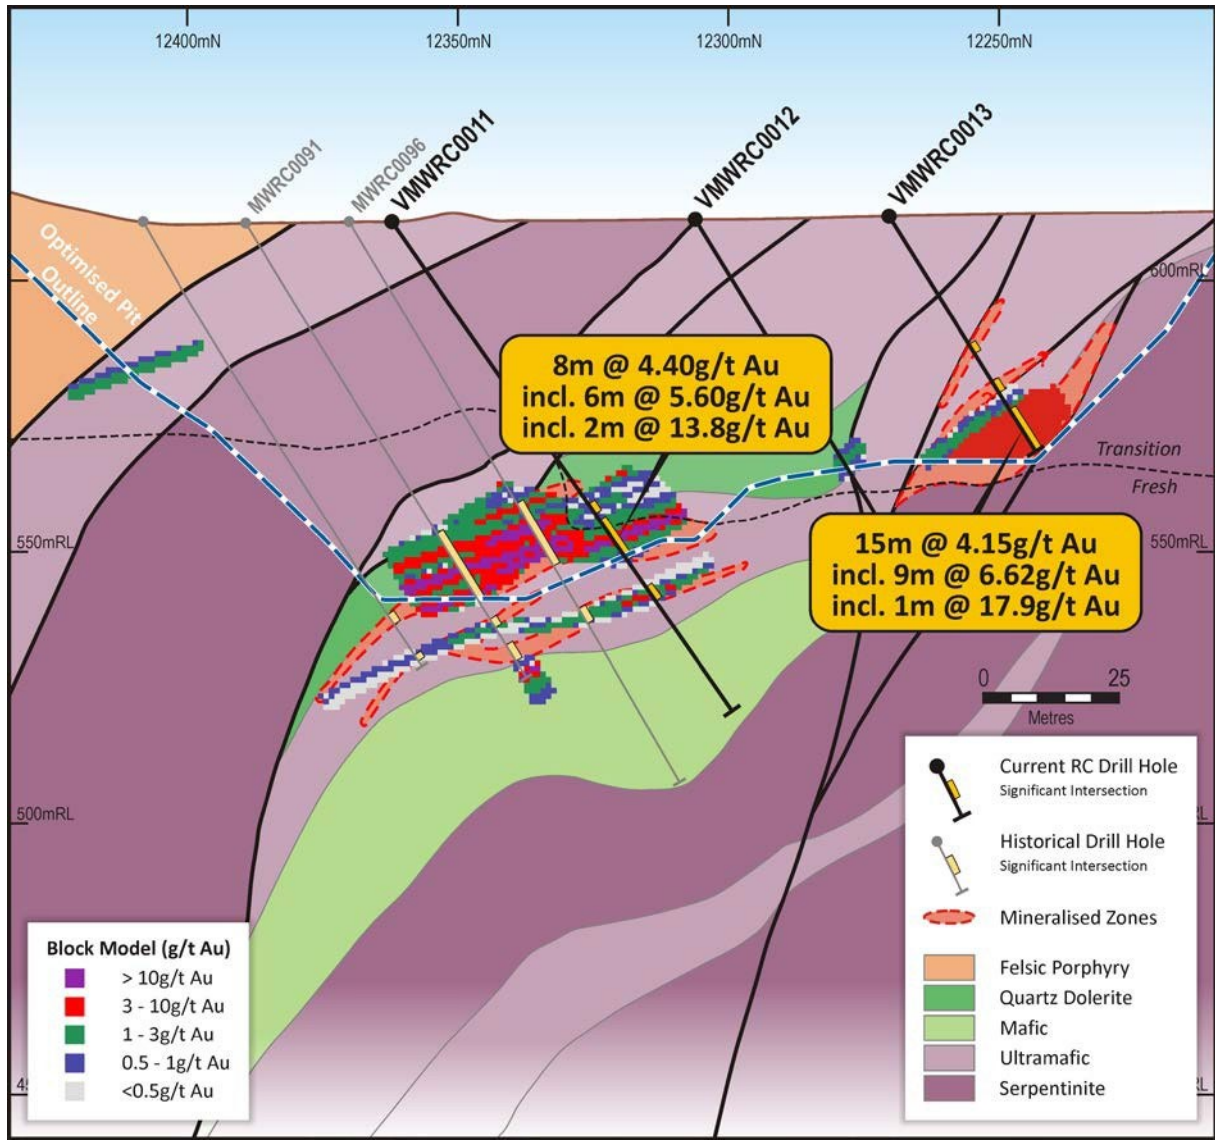 12400mN
12350mN
12300mN
12250mN
MWRC0091
MWRC0096
VMWRC0011
VMWRC0012
VMWRC0013
Optimised Pit
Outline
600mRL
8m @ 4.40g/t Au
incl. 6m @ 5.60g/t Au
incl. 2m @ 13.8g/t Au
Transition
Fresh
550mRL
550mRL
15m @ 4.15g/t Au
incl. 9m @ 6.62g/t Au
incl. 1m @ 17.9g/t Au
0 25
Metres
500mRL
Current RC Drill Hole
Significant Intersection
Historical Drill Hole
Significant Intersection
Mineralised Zones
Felsic Porphyry
Quartz Dolerite
Mafic
Ultramafic
Serpentinite
Block Model (g/t Au)
> 10g/t Au
3 - 10g/t Au
1 - 3g/t Au
0.5 - 1g/t Au
<0.5g/t Au